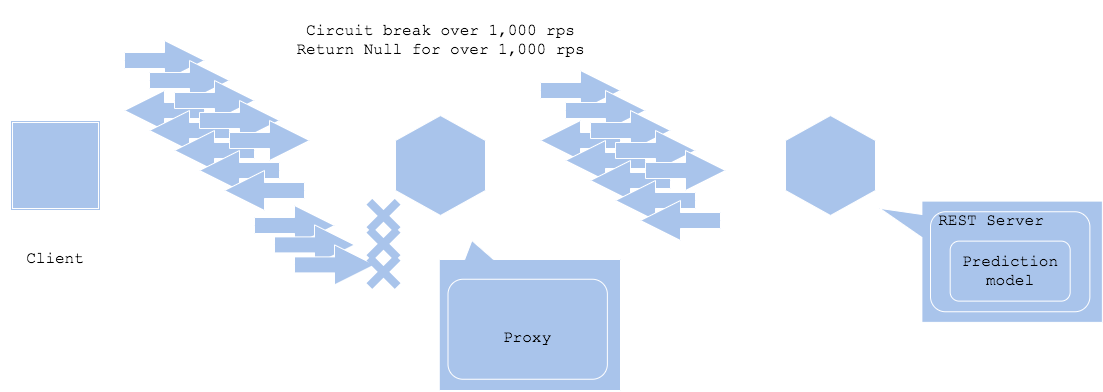 Circuit break over 1,000 rps
Return Null for over 1,000 rps
Client
Proxy
REST Server
Prediction
model